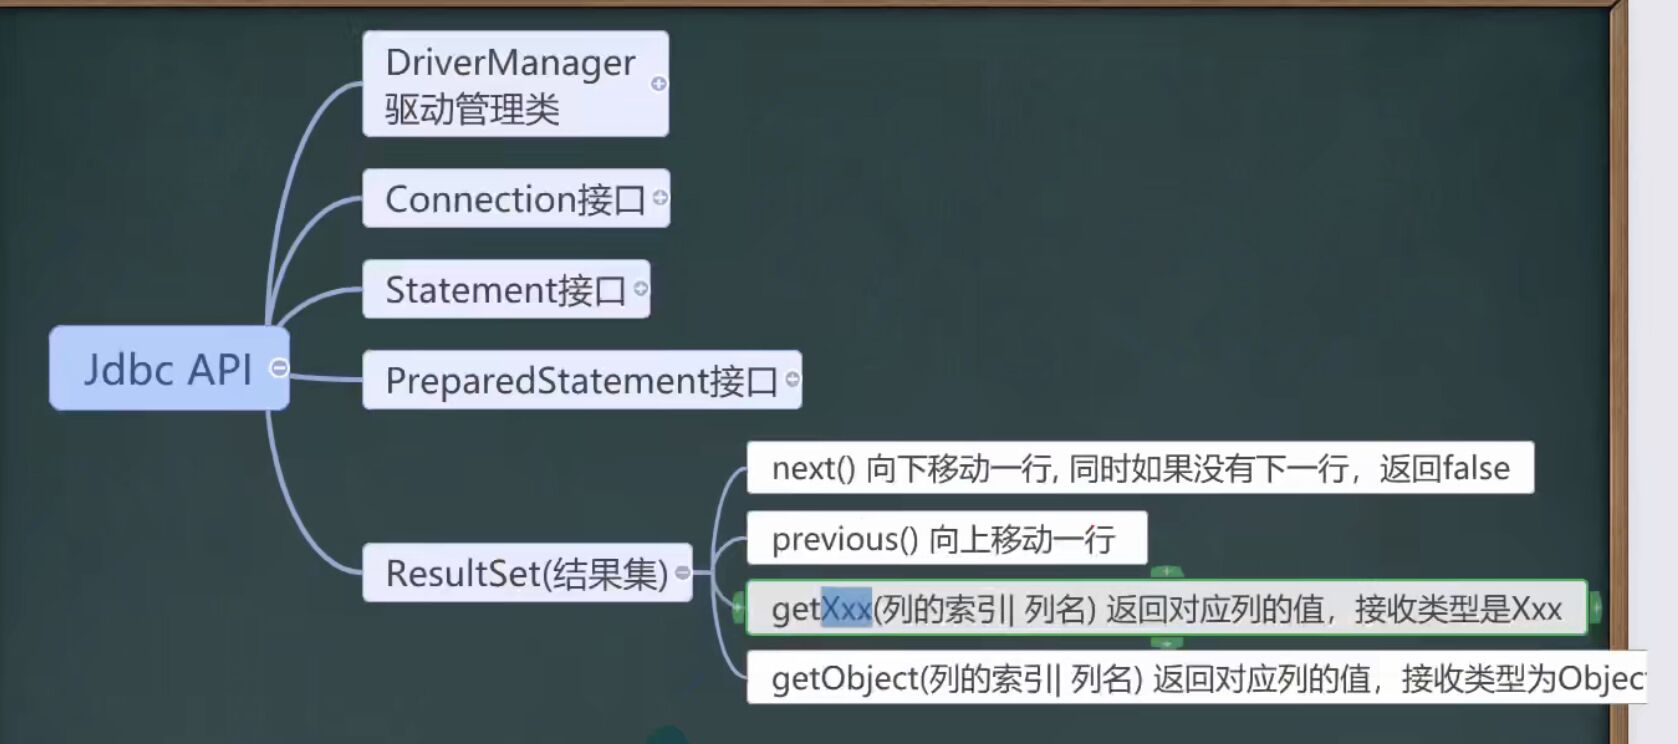 DriverManager
驱动管理类
Connection接口
Statement接口
Jdbc API
PreparedStatement接口
next() 向下移动一行, 同时如果没有下一行，返回false
previous() 向上移动一行
ResultSet(结果集)
getXxx(列的索引| 列名) 返回对应列的值，接收类型是Xxx
getObject(列的索引| 列名) 返回对应列的值，接收类型为Objec